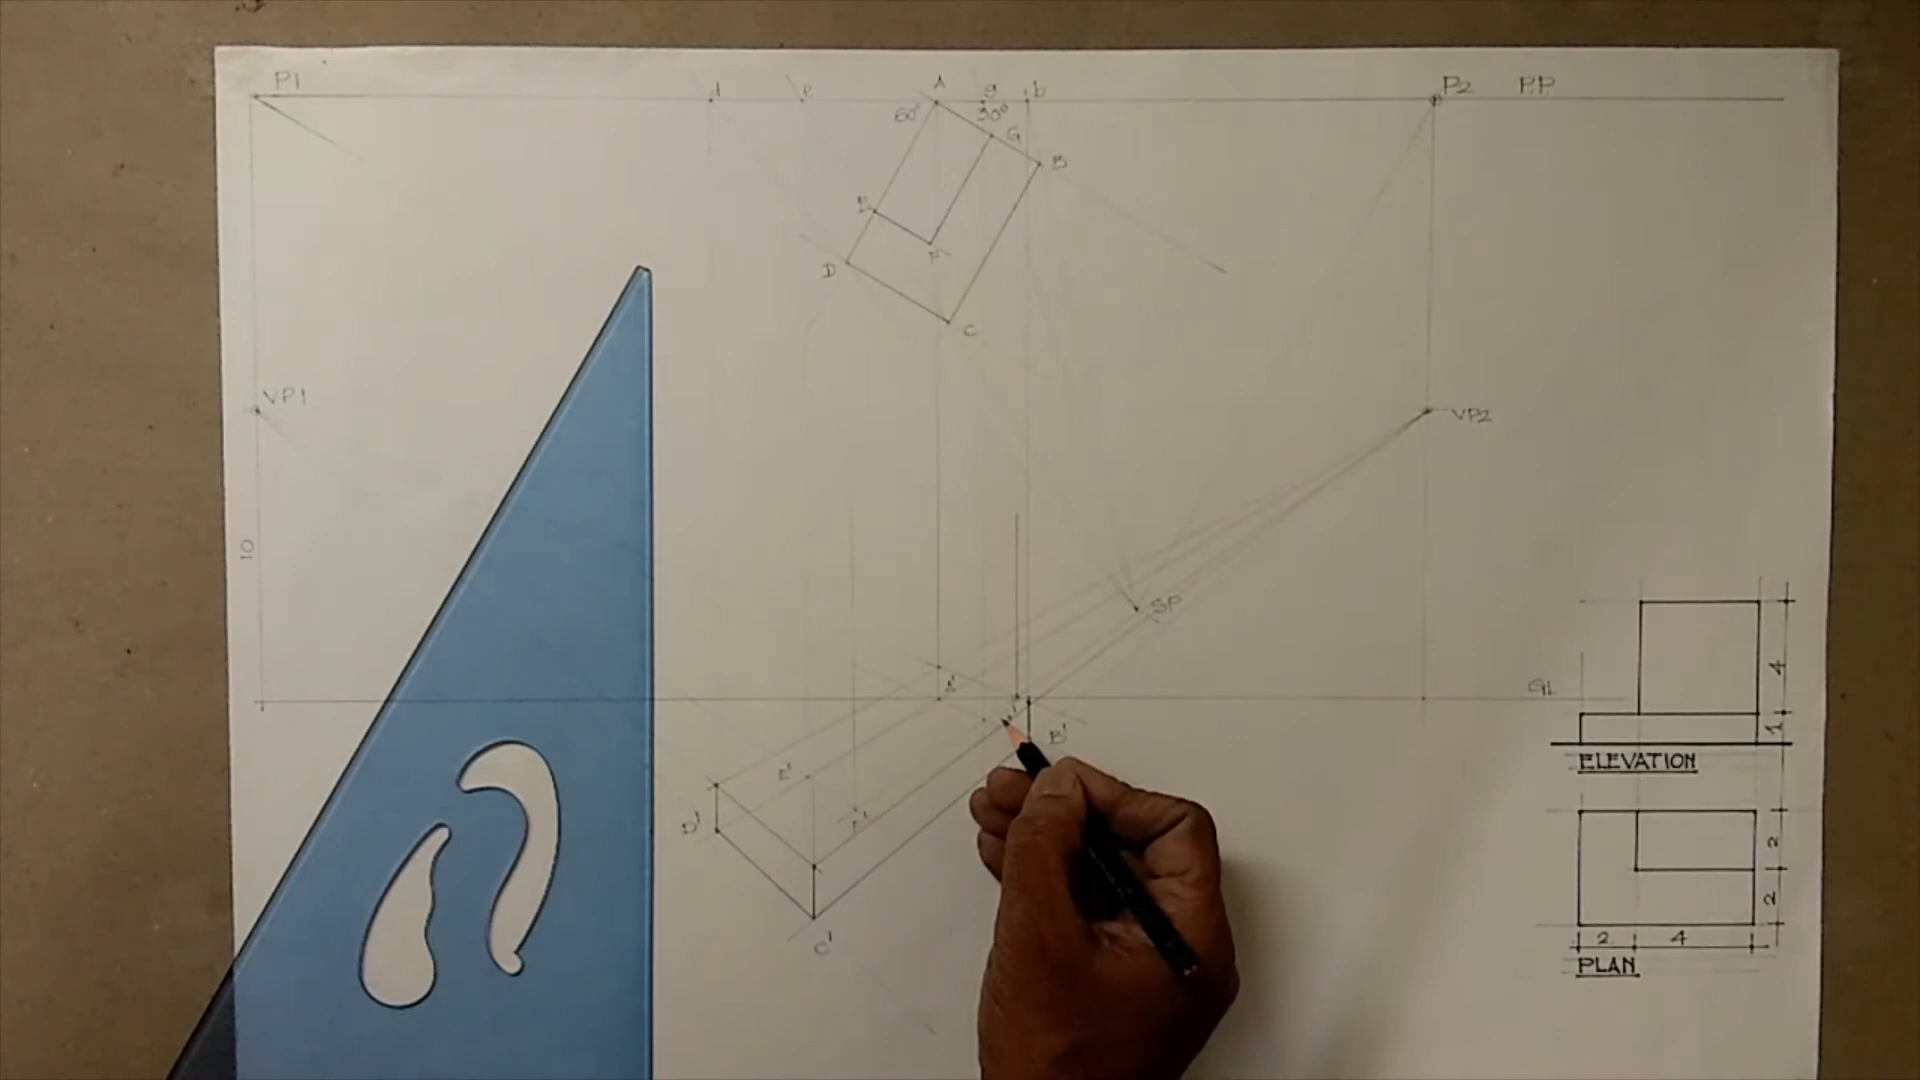 P1
d
e
A
g
b
P2
PP
60°
30°
G
B
E
F
D
C
VP1
VP2
10
SP
A'
GL
B'
E'
F'
D'
C'
4
1
ELEVATION
2
2
2
4
PLAN